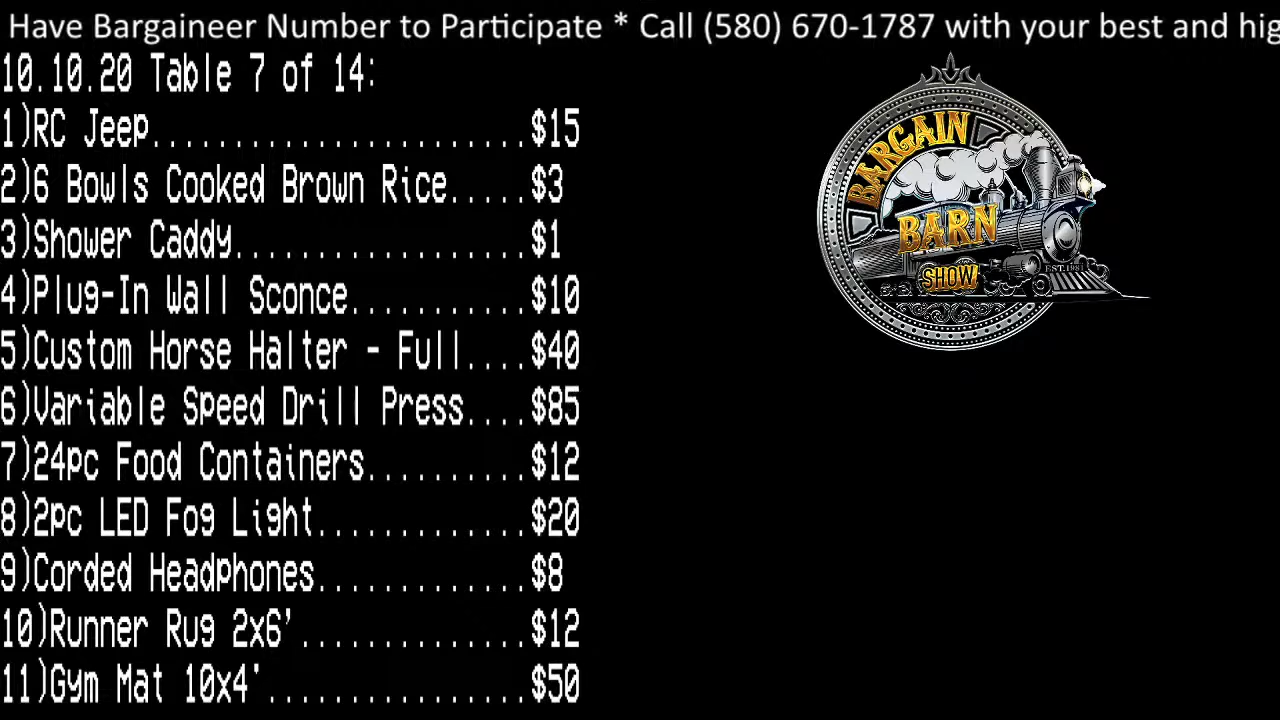 Have Bargaineer Number to Participate * Call (580) 670-1787 with your best and hig
10.10.20 Table 7 of 14:
1)RC Jeep.......................$15
2)6 Bowls Cooked Brown Rice.....$3
3)Shower Caddy..................$1
4)Plug-In Wall Sconce...........$10
5)Custom Horse Halter - Full....$40
6)Variable Speed Drill Press....$85
7)24pc Food Containers..........$12
8)2pc LED Fog Light.............$20
9)Corded Headphones.............$8
10)Runner Rug 2x6'..............$12
11)Gym Mat 10x4'................$50
BARGAIN
BARN
SHOW